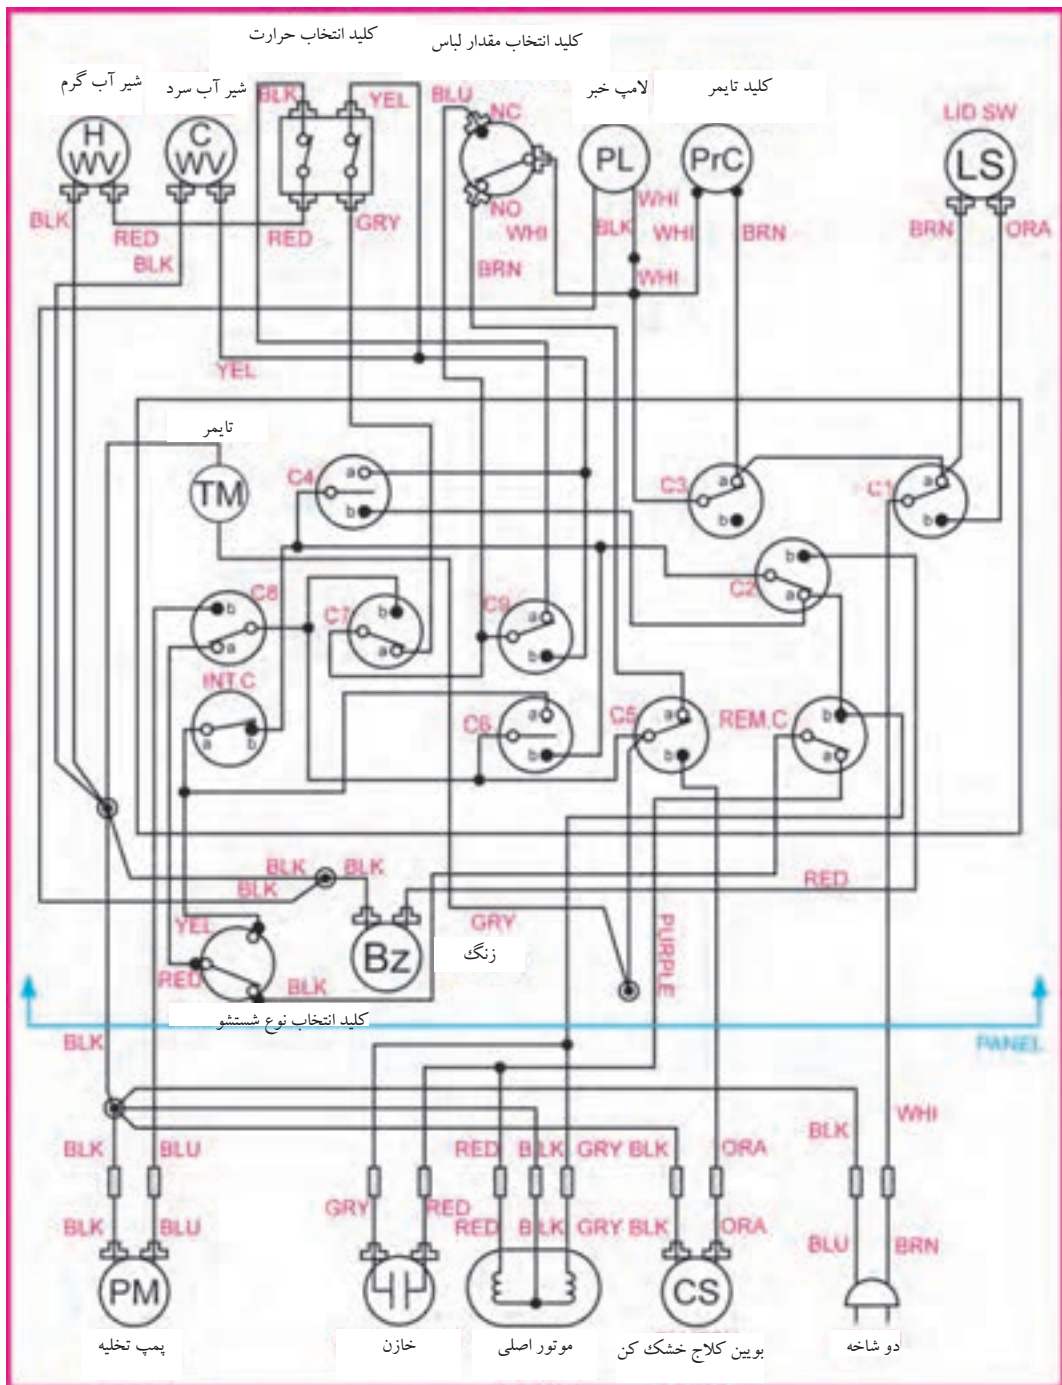 کلید انتخاب حرارت
کلید انتخاب مقدار لباس
شیر آب گرم
شیر آب سرد
لامپ خبر
کلید تایمر
BLK
YEL
BLU
NC
LID SW
H
WV
C
WV
PL
PrC
LS
NO
WHI
BLK
RED
BLK
RED
GRY
WHI
BRN
BLK
WHI
BRN
WHI
BRN
ORA
YEL
تایمر
TM
C4
a
b
C3
a
b
C1
a
b
C2
b
a
C8
b
a
C7
b
a
C9
a
b
INT.C
a
b
C6
a
b
C5
a
b
REM.C
b
a
BLK
BLK
BLK
RED
YEL
GRY
PURPLE
RED
BLK
Bz
زنگ
کلید انتخاب نوع شستشو
PANEL
BLK
WHI
BLK
BLK
BLU
RED
BLK
GRY
BLK
ORA
GRY
RED
BLK
BLU
RED
BLK
GRY
BLK
ORA
BLU
BRN
PM
CS
پمپ تخلیه
خازن
موتور اصلی
بوبین کلاج خشک کن
دو شاخه